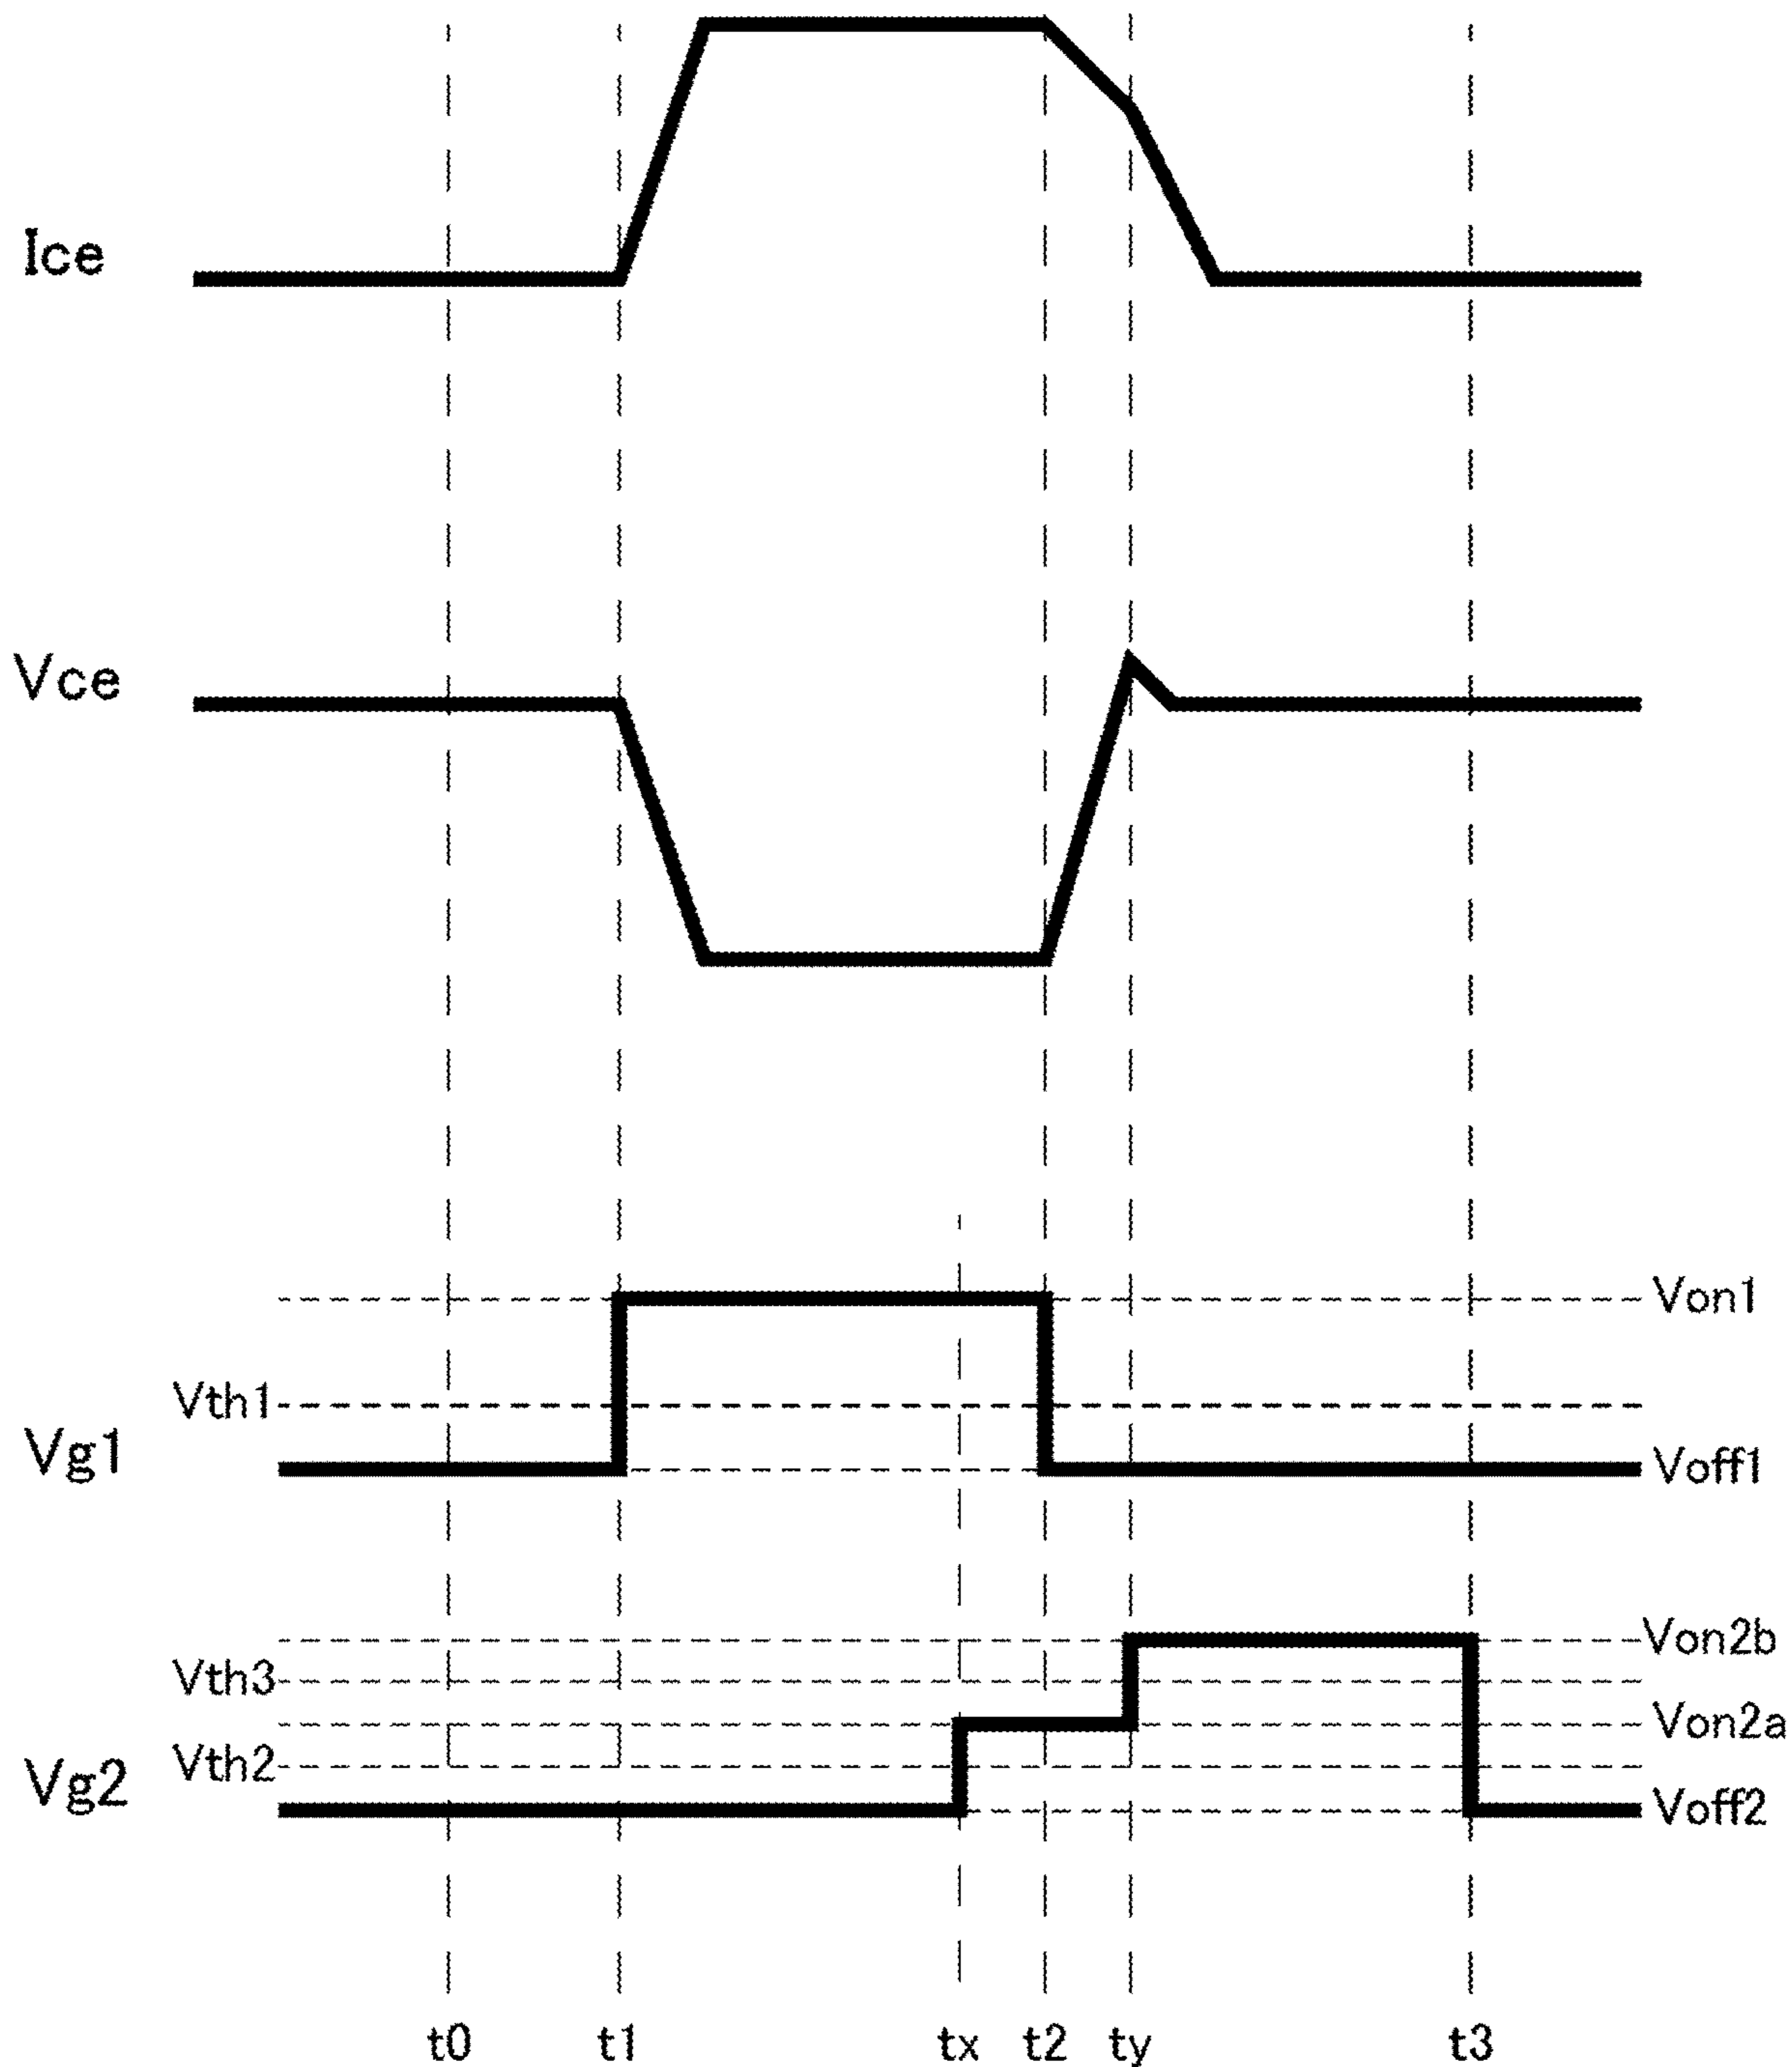 Ice
Vce
Von1
Vth1
Vg1
Voff1
Von2b
Vth3
Von2a
Vth2
Vg2
Voff2
t0 t1 tx t2 ty t3